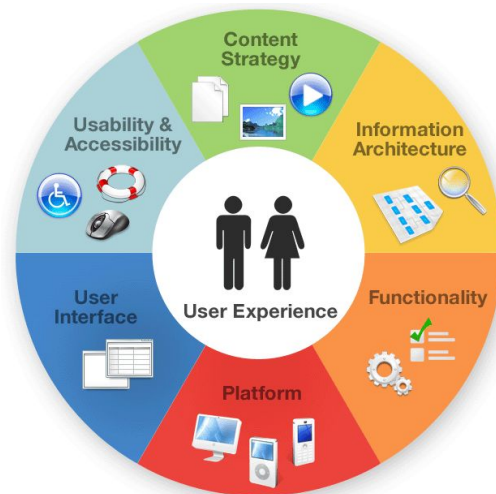 Content
Strategy
Information
Architecture
Functionality
Platform
User
Interface
Usability &
Accessibility
User Experience